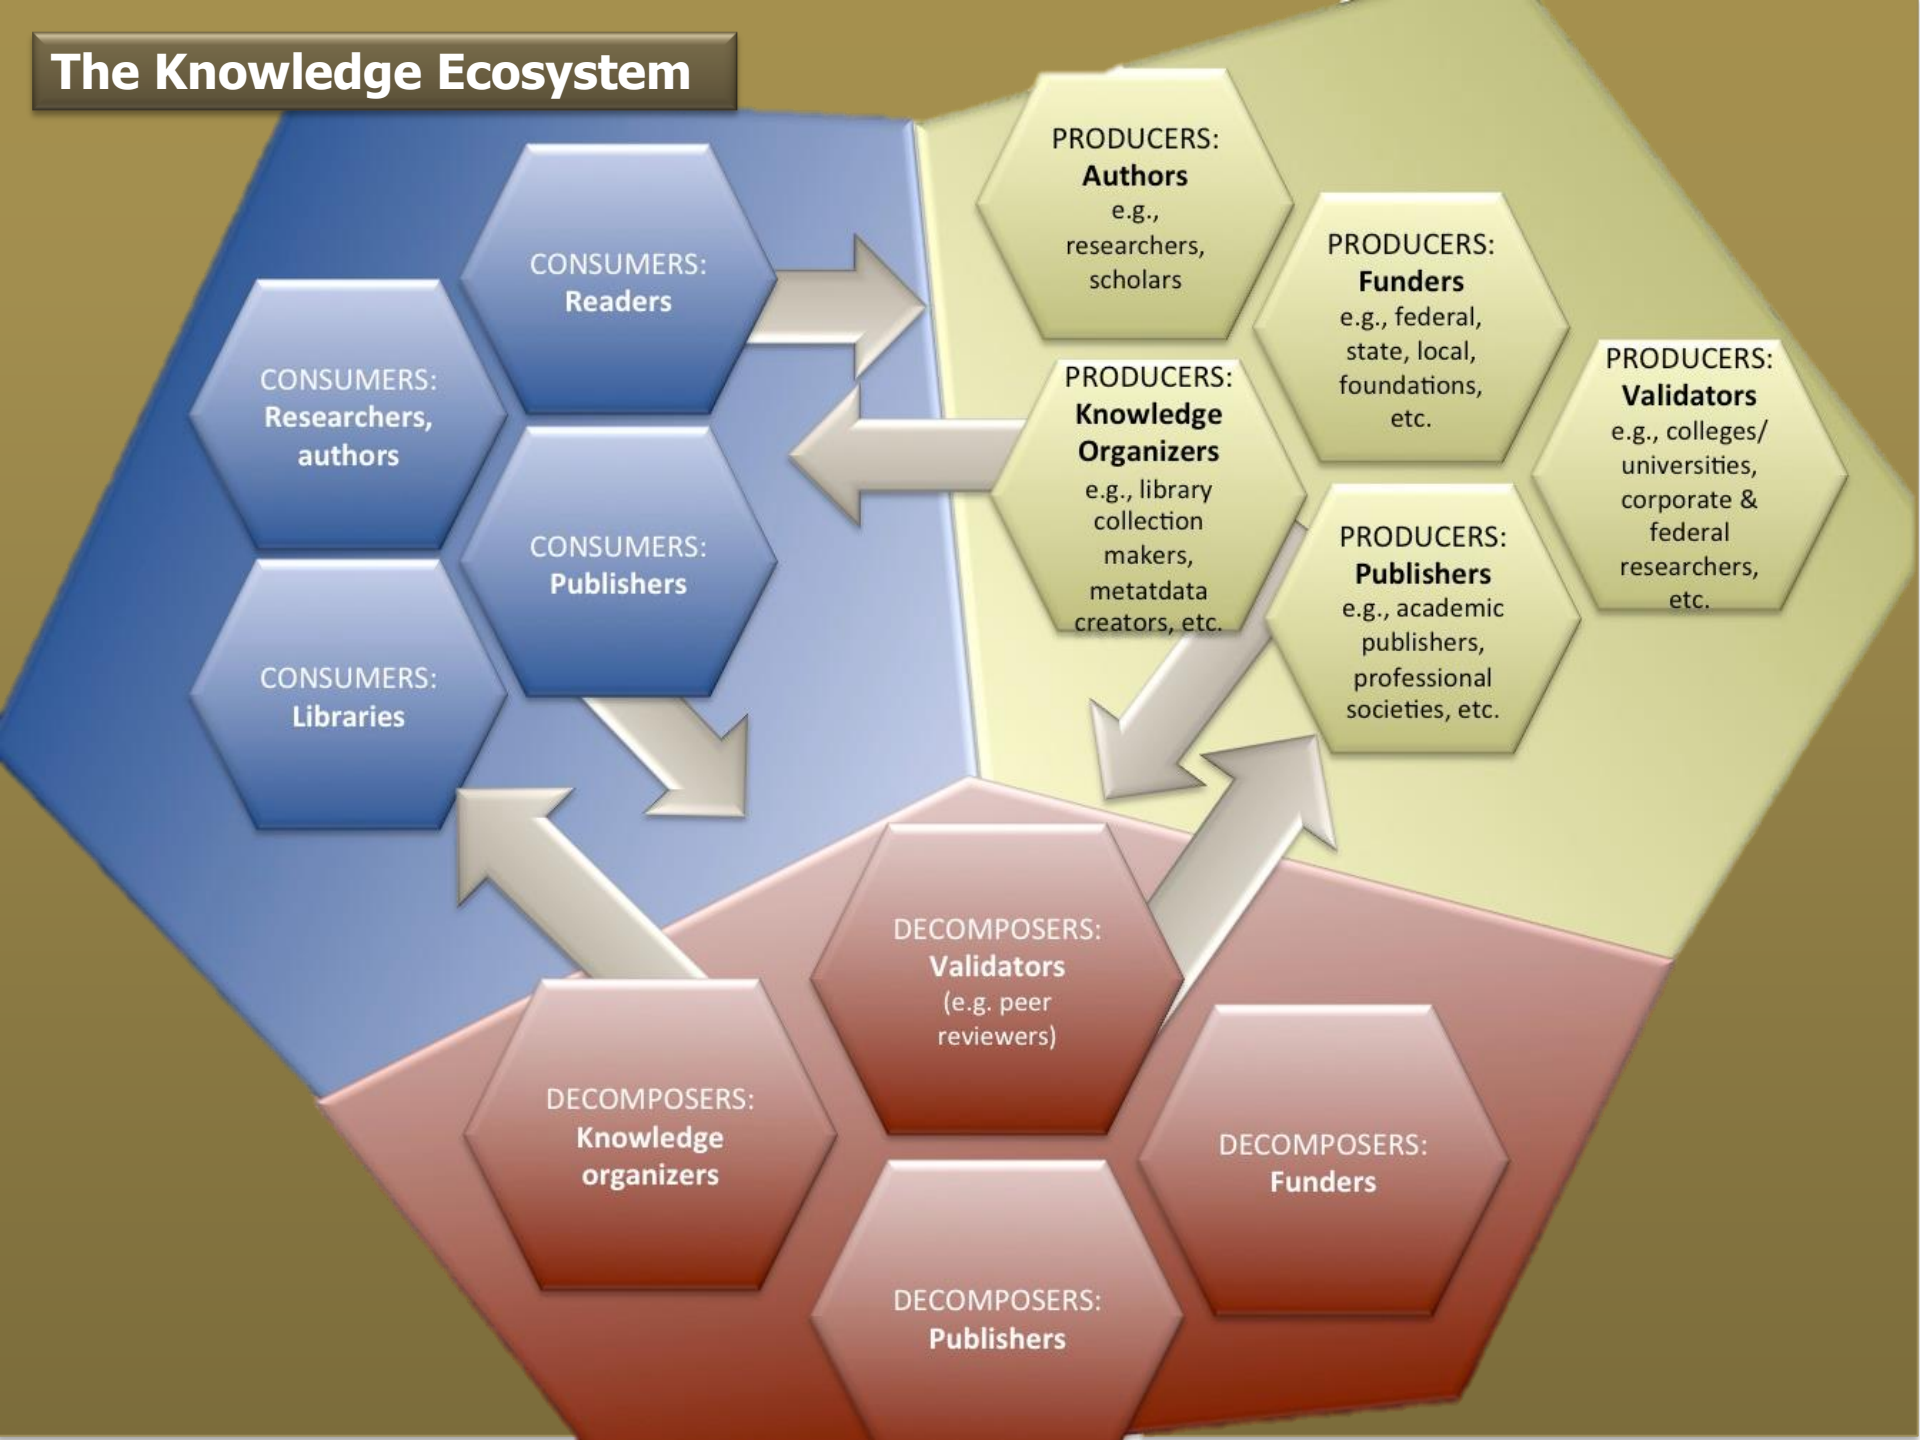 The Knowledge Ecosystem
CONSUMERS:
Readers
CONSUMERS:
Researchers,
authors
CONSUMERS:
Publishers
CONSUMERS:
Libraries
PRODUCERS:
Authors
e.g.,
researchers,
scholars
PRODUCERS:
Funders
e.g., federal,
state, local,
foundations,
etc.
PRODUCERS:
Validators
e.g., colleges/
universities,
corporate &
federal
researchers,
etc.
PRODUCERS:
Knowledge
Organizers
e.g., library
collection
makers,
metatdata
creators, etc.
PRODUCERS:
Publishers
e.g., academic
publishers,
professional
societies, etc.
DECOMPOSERS:
Validators
(e.g. peer
reviewers)
DECOMPOSERS:
Knowledge
organizers
DECOMPOSERS:
Funders
DECOMPOSERS:
Publishers